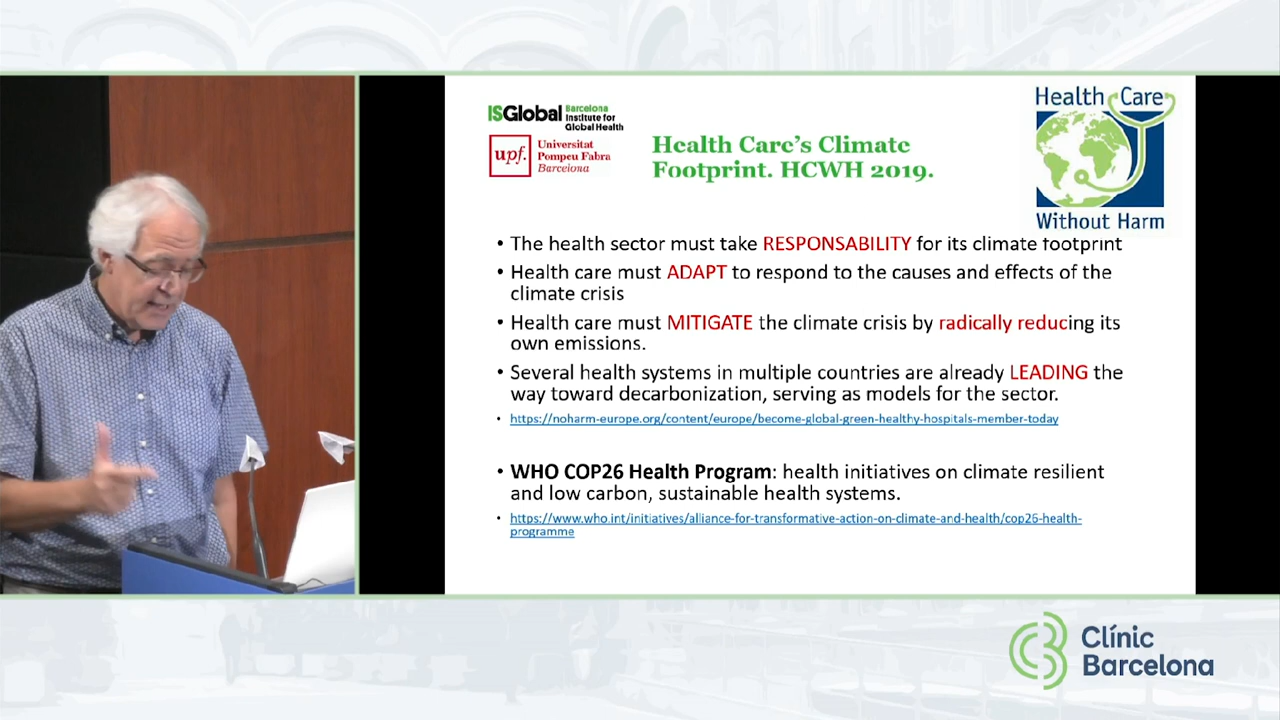 ISGlobal Barcelona
Institute for
Global Health
upf. Universitat
Pompeu Fabra
Barcelona
Health Care's Climate
Footprint. HCWH 2019.
Health Care
Without Harm
• The health sector must take RESPONSABILITY for its climate footprint
• Health care must ADAPT to respond to the causes and effects of the
climate crisis
• Health care must MITIGATE the climate crisis by radically reducing its
own emissions.
• Several health systems in multiple countries are already LEADING the
way toward decarbonization, serving as models for the sector.
• https://noharm-europe.org/content/europe/become-global-green-healthy-hospitals-member-today
• WHO COP26 Health Program: health initiatives on climate resilient
and low carbon, sustainable health systems.
• https://www.who.int/initiatives/alliance-for-transformative-action-on-climate-and-health/cop26-health-
programme
Clínic
Barcelona